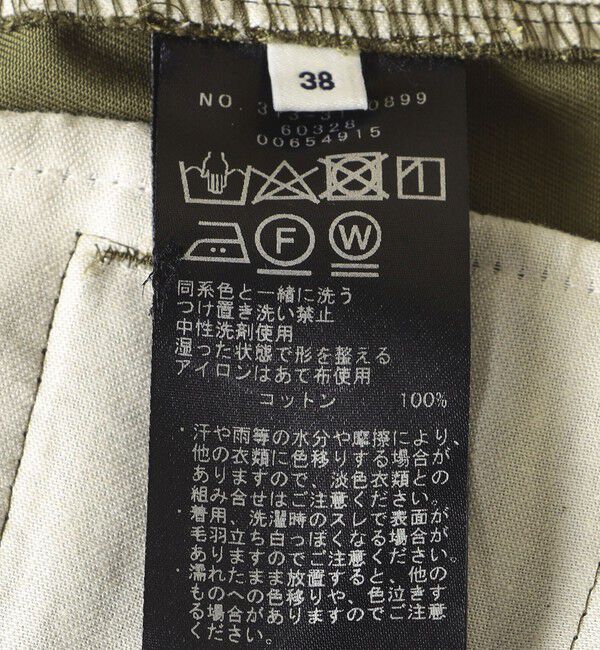 38
NO. 313-31 0899
60328
00654915
F
W
同系色と一緒に洗う
つけ置き洗い禁止
中性洗剤使用
湿った状態で形を整える
アイロンはあて布使用
コットン 100%
・汗や雨等の水分や摩擦により、
他の衣類に色移りする場合が
ありますので、淡色衣類との
組み合せはご注意ください。
・着用、洗濯時のスレで表面が
毛羽立ち白っぽくなる場合が
ありますのでご注意ください。
・濡れたまま放置すると、他の
ものへの色移りや、色泣きす
る場合がありますのでご注意
ください。